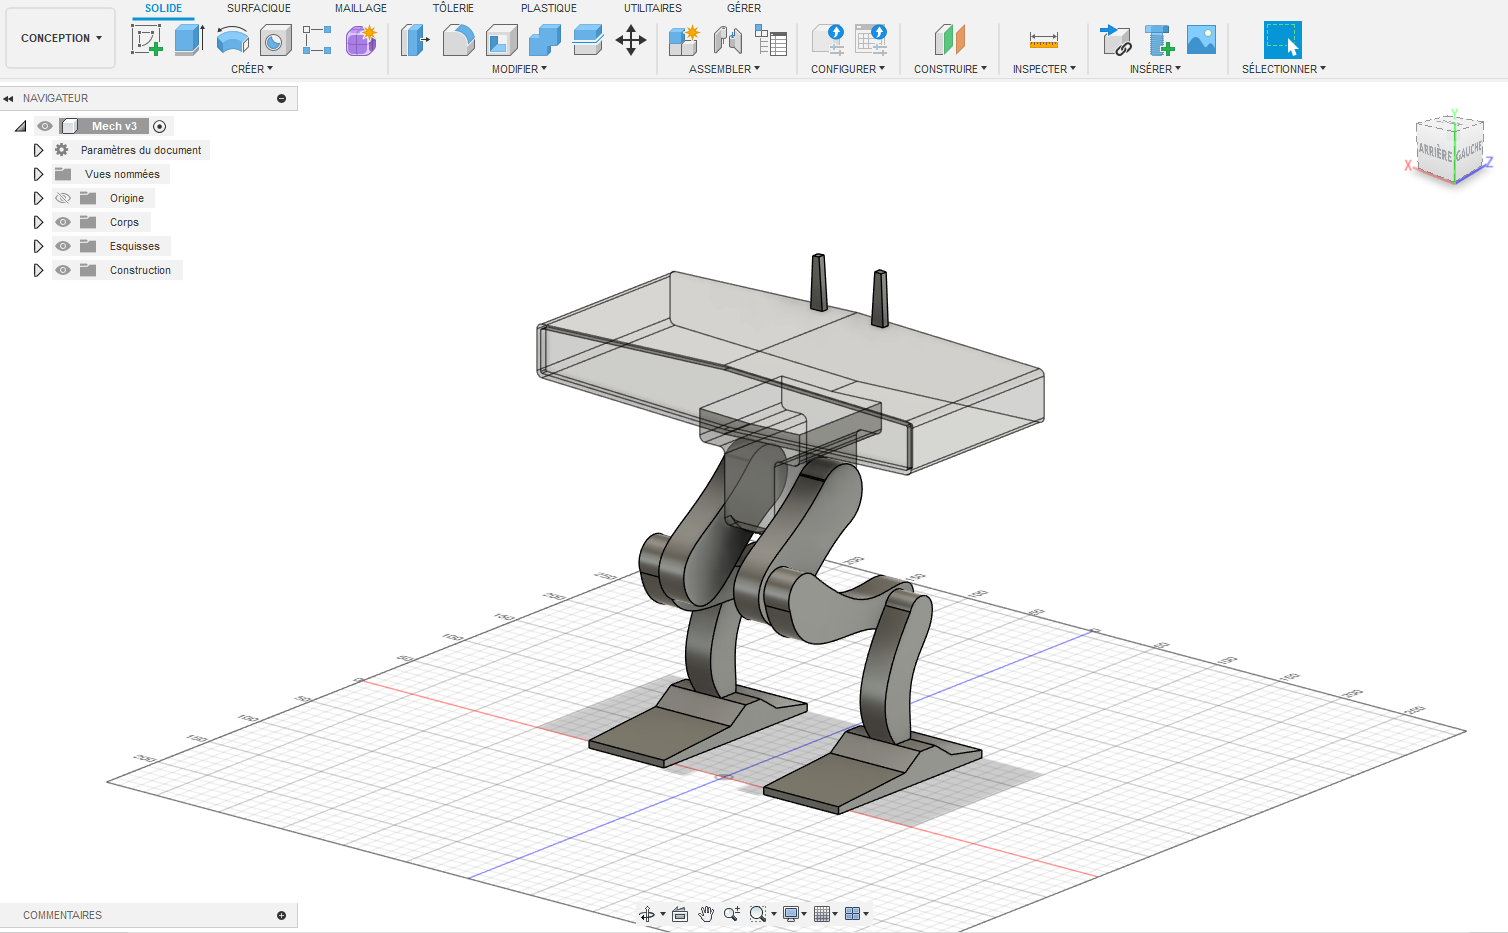 SOLIDE SURFACIQUE MAILLAGE TÔLERIE PLASTIQUE UTILITAIRES GÉRER
CONCEPTION
CRÉER MODIFIER ASSEMBLER CONFIGURER CONSTRUIRE INSPECTER INSÉRER SÉLECTIONNER
NAVIGATEUR
Mech v3
Paramètres du document
Vues nommées
Origine
Corps
Esquisses
Construction
Y
ARRIÈRE GAUCHE
X Z
COMMENTAIRES